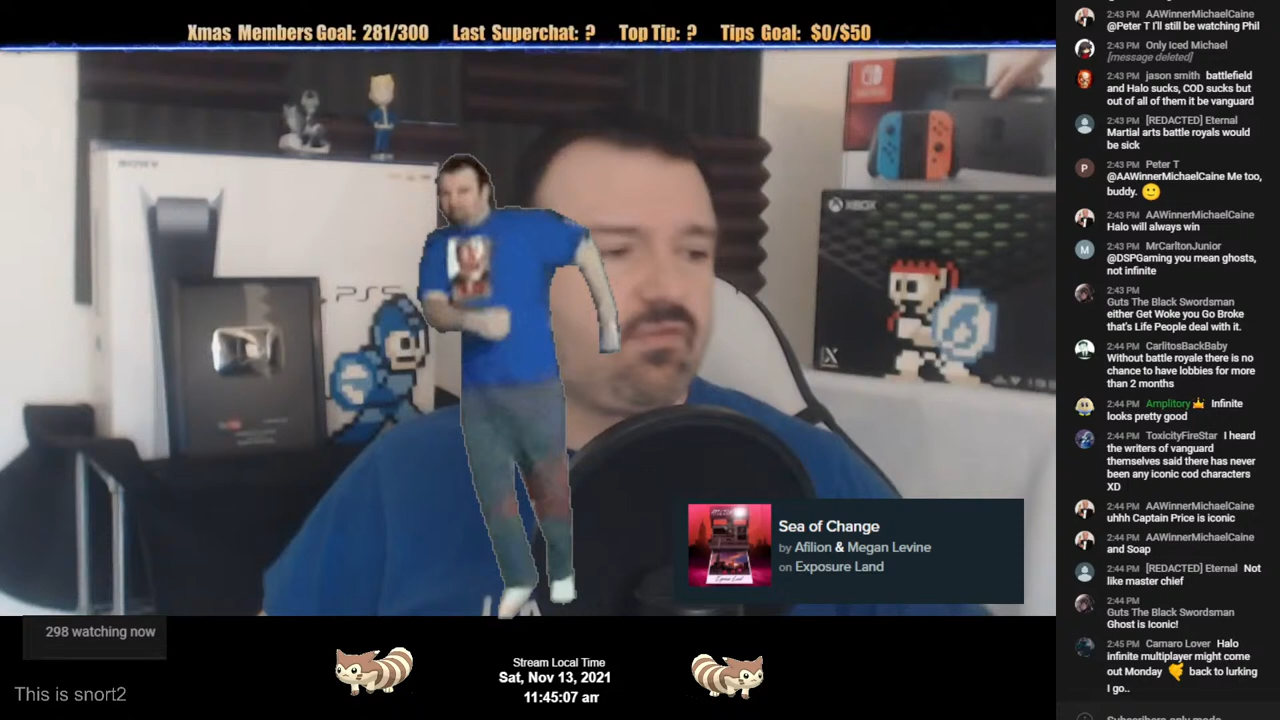 Xmas Members Goal: 281/300 Last Superchat: ? Top Tip: ? Tips Goal: $0/$50
SONY
PS5
XBOX
Sea of Change
by Afilion & Megan Levine
on Exposure Land
298 watching now
This is snort2
Stream Local Time
Sat, Nov 13, 2021
11:45:07 am
2:43 PM AAWinnerMichaelCaine
@Peter T I'll still be watching Phil
2:43 PM Only Iced Michael
[message deleted]
2:43 PM jason smith battlefield
and Halo sucks, COD sucks but
out of all of them it be vanguard
2:43 PM [REDACTED] Eternal
Martial arts battle royals would
be sick
2:43 PM Peter T
@AAWinnerMichaelCaine Me too,
buddy. 🙂
2:43 PM AAWinnerMichaelCaine
Halo will always win
2:43 PM MrCarltonJunior
@DSPGaming you mean ghosts,
not infinite
2:43 PM
Guts The Black Swordsman
either Get Woke you Go Broke
that's Life People deal with it.
2:44 PM CarlitosBackBaby
Without battle royale there is no
chance to have lobbies for more
than 2 months
2:44 PM Amplitory Infinite
looks pretty good
2:44 PM ToxicityFireStar I heard
the writers of vanguard
themselves said there has never
been any iconic cod characters
XD
2:44 PM AAWinnerMichaelCaine
uhhh Captain Price is iconic
2:44 PM AAWinnerMichaelCaine
and Soap
2:44 PM [REDACTED] Eternal Not
like master chief
2:44 PM
Guts The Black Swordsman
Ghost is Iconic!
2:45 PM Camaro Lover Halo
infinite multiplayer might come
out Monday back to lurking
I go..
Subscribers-only mode